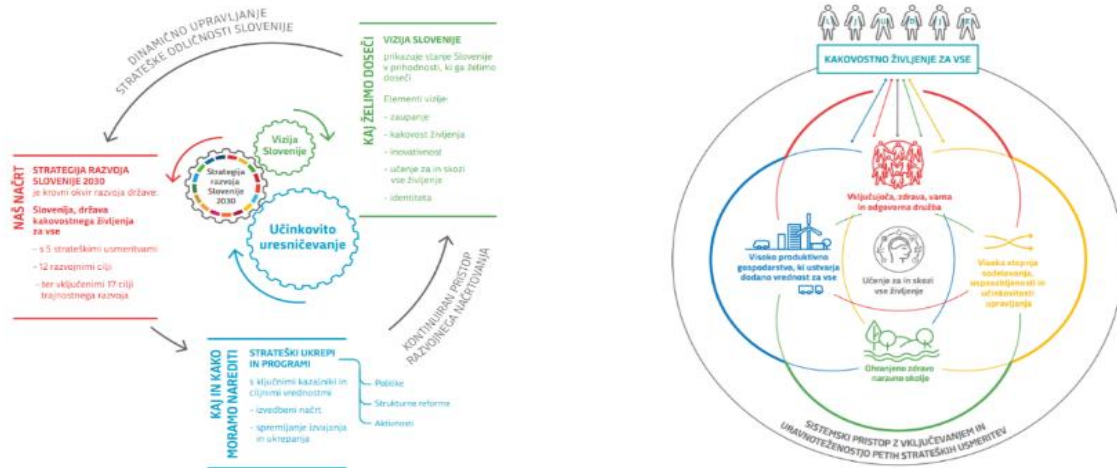 DINAMIČNO UPRAVLJANJE
STRATEŠKE ODLIČNOSTI SLOVENIJE
KAJ ŽELIMO DOSEČI
VIZIJA SLOVENIJE
prikazuje stanje Slovenije
v prihodnosti, ki ga želimo
doseči
Elementi vizije:
- zaupanje
- kakovost življenja
- inovativnost
- učenje za in skozi
vse življenje
- identiteta
Vizija
Slovenije
Strategija
razvoja
Slovenije
2030
Učinkovito
uresničevanje
NAŠ NAČRT
STRATEGIJA RAZVOJA
SLOVENIJE 2030
je krovni okvir razvoja države:
Slovenija, država
kakovostnega življenja
za vse
- s 5 strateškimi usmeritvami
- 12 razvojnimi cilji
- ter vključenimi 17 cilji
trajnostnega razvoja
KONTINUIRAN PRISTOP
RAZVOJNEGA NAČRTOVANJA
KAJ IN KAKO
MORAMO NAREDITI
STRATEŠKI UKREPI
IN PROGRAMI
s ključnimi kazalniki in
ciljnimi vrednostmi
- izvedbeni načrt
- spremljanje izvajanja
in ukrepanja
Politike
Strukturne reforme
Aktivnosti
L J U D J E
KAKOVOSTNO ŽIVLJENJE ZA VSE
Vključujoča, zdrava, varna
in odgovorna družba
Visoko produktivno
gospodarstvo, ki ustvarja
dodano vrednost za vse
Učenje za in skozi
vse življenje
Visoka stopnja
sodelovanja,
usposobljenosti in
učinkovitosti
upravljanja
Ohranjeno zdravo
naravno okolje
SISTEMSKI PRISTOP Z VKLJUČEVANJEM IN
URAVNOTEŽENOSTJO PETIH STRATEŠKIH USMERITEV